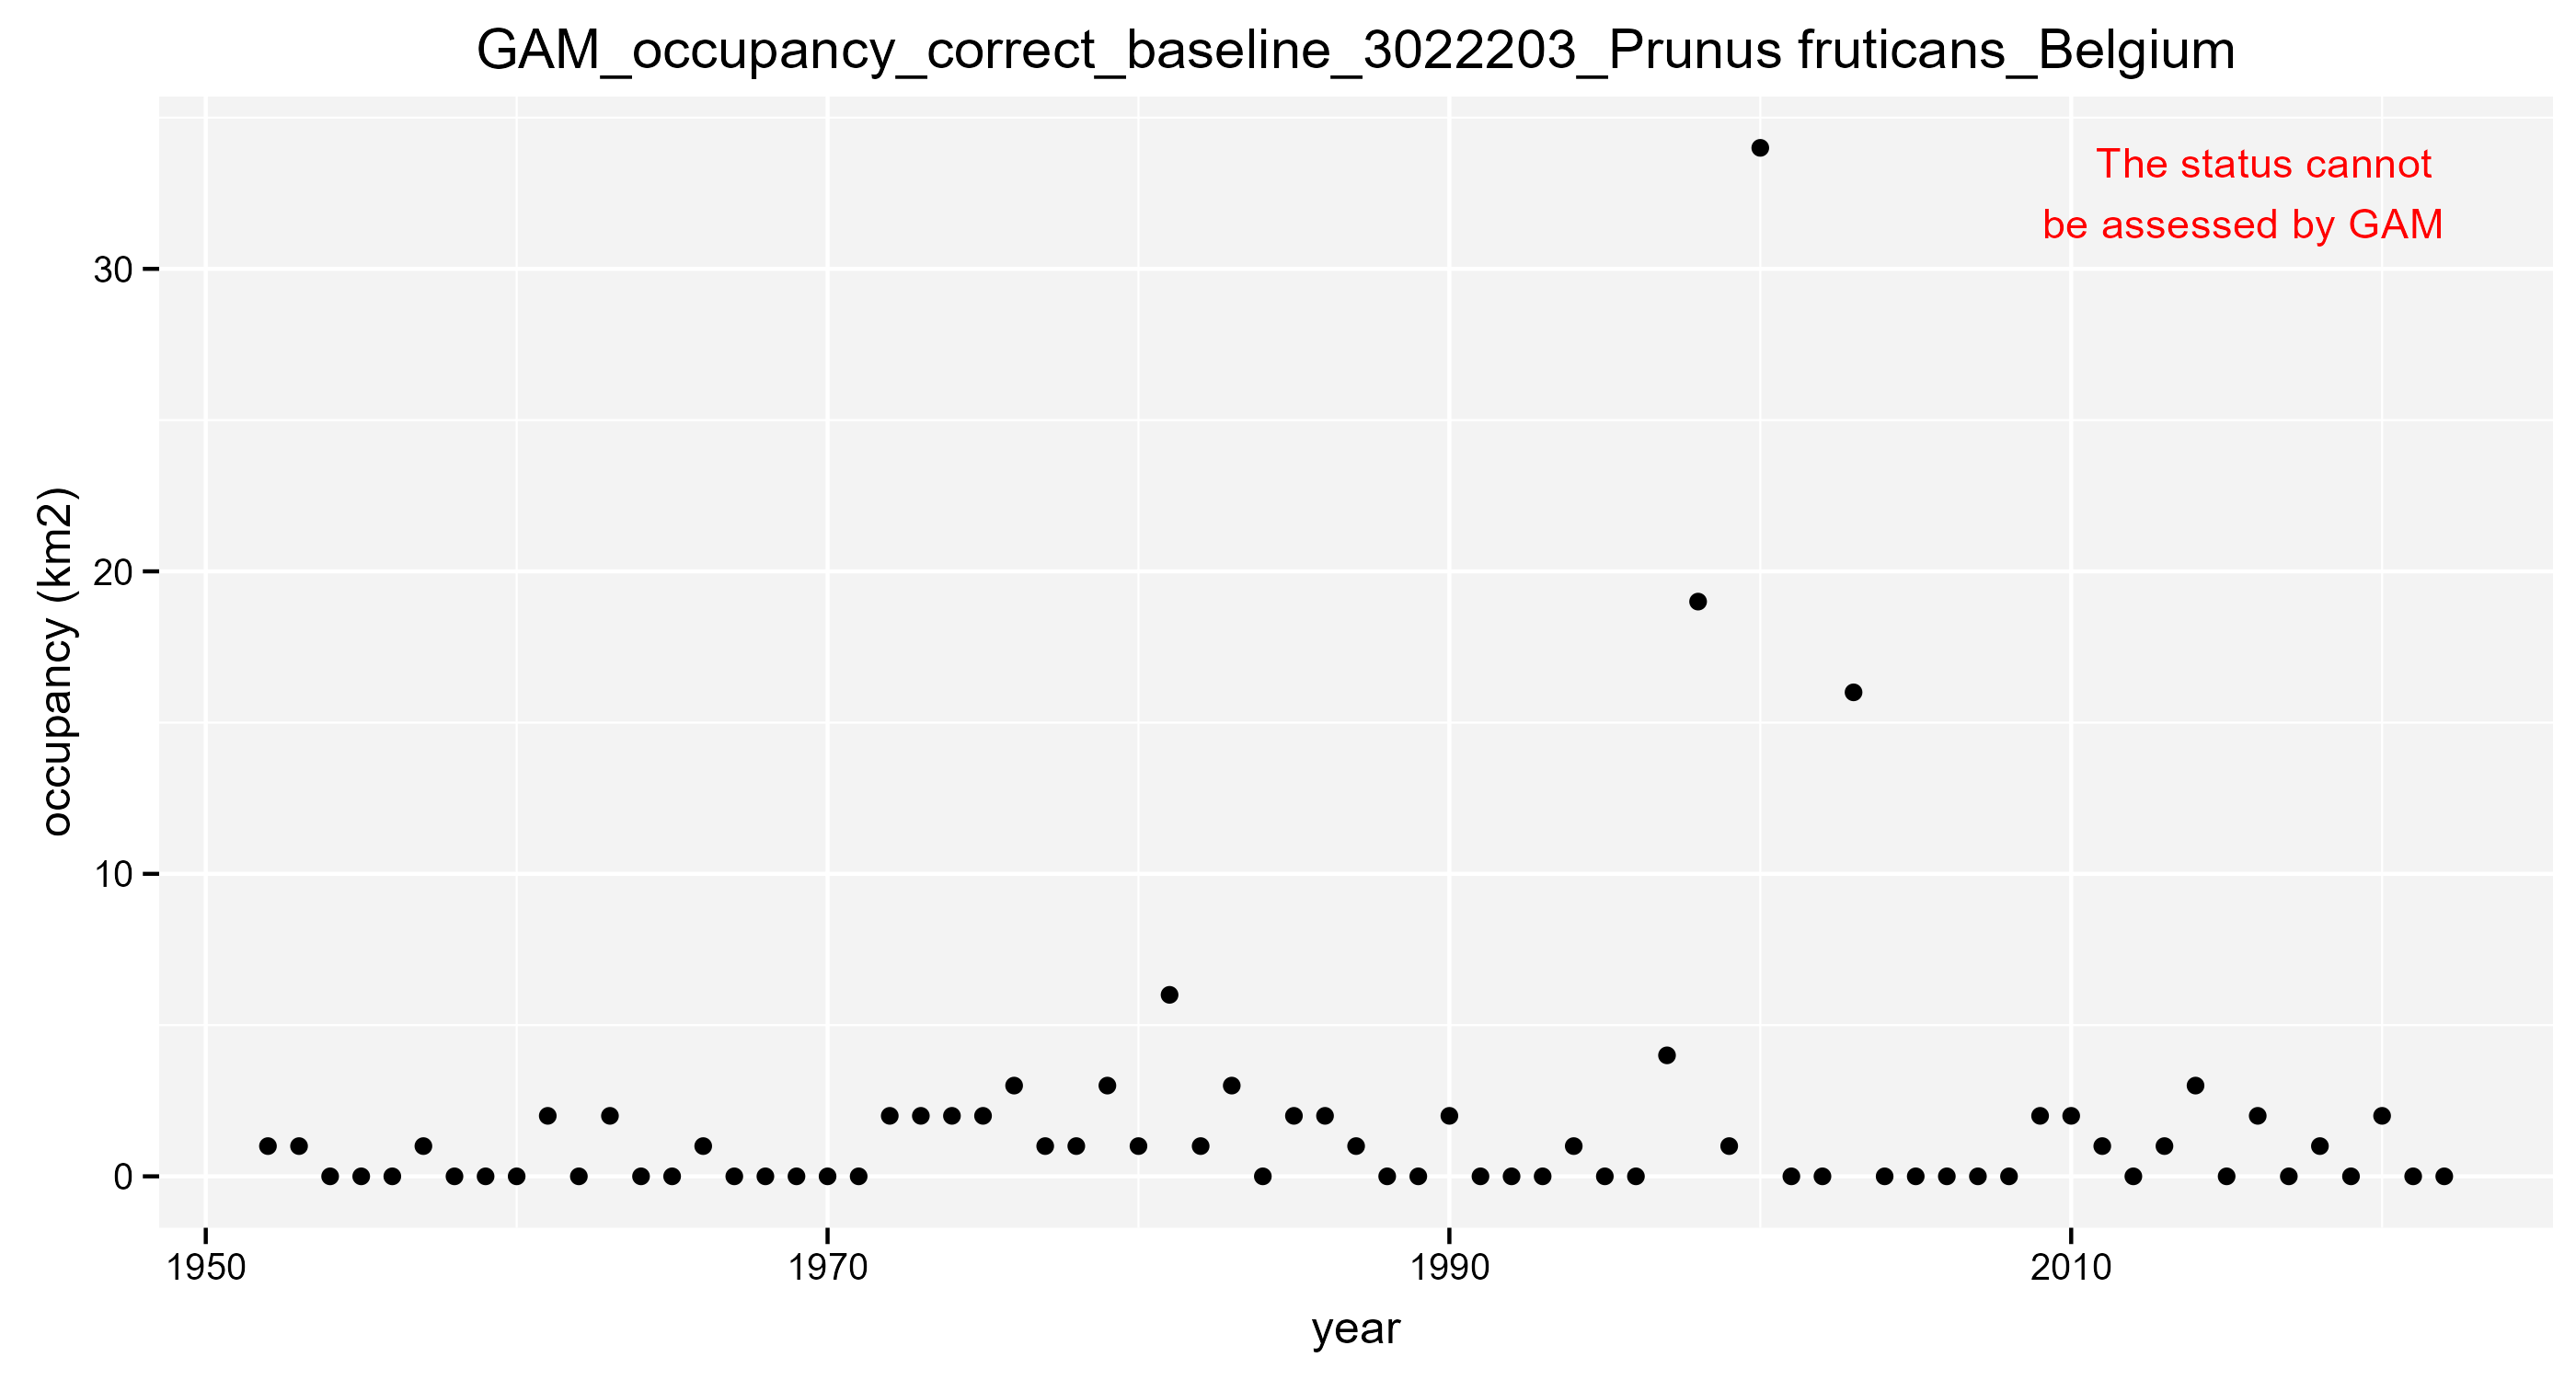 GAM_occupancy_correct_baseline_3022203_Prunus fruticans_Belgium
The status cannot
be assessed by GAM
occupancy (km2)
30
20
10
0
1950
1970
1990
2010
year